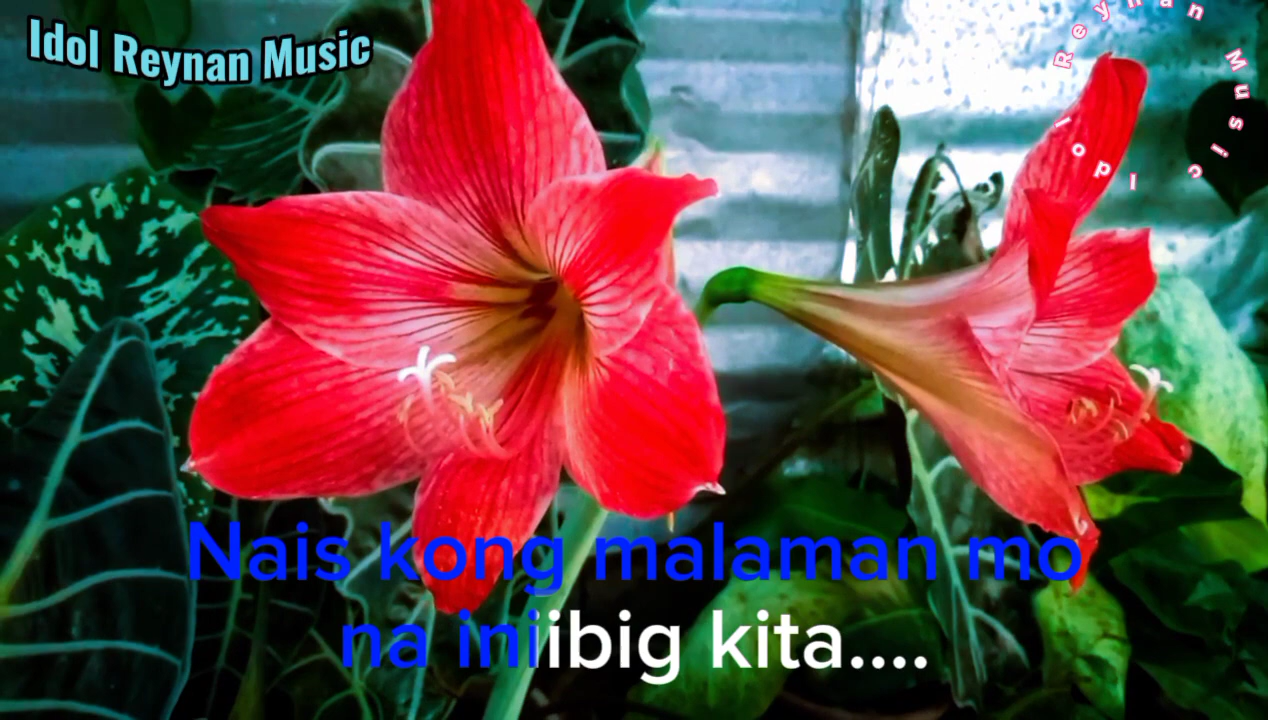 Idol Reynan Music
Idol Reynan Music
Nais kong malaman mo
na iniibig kita....